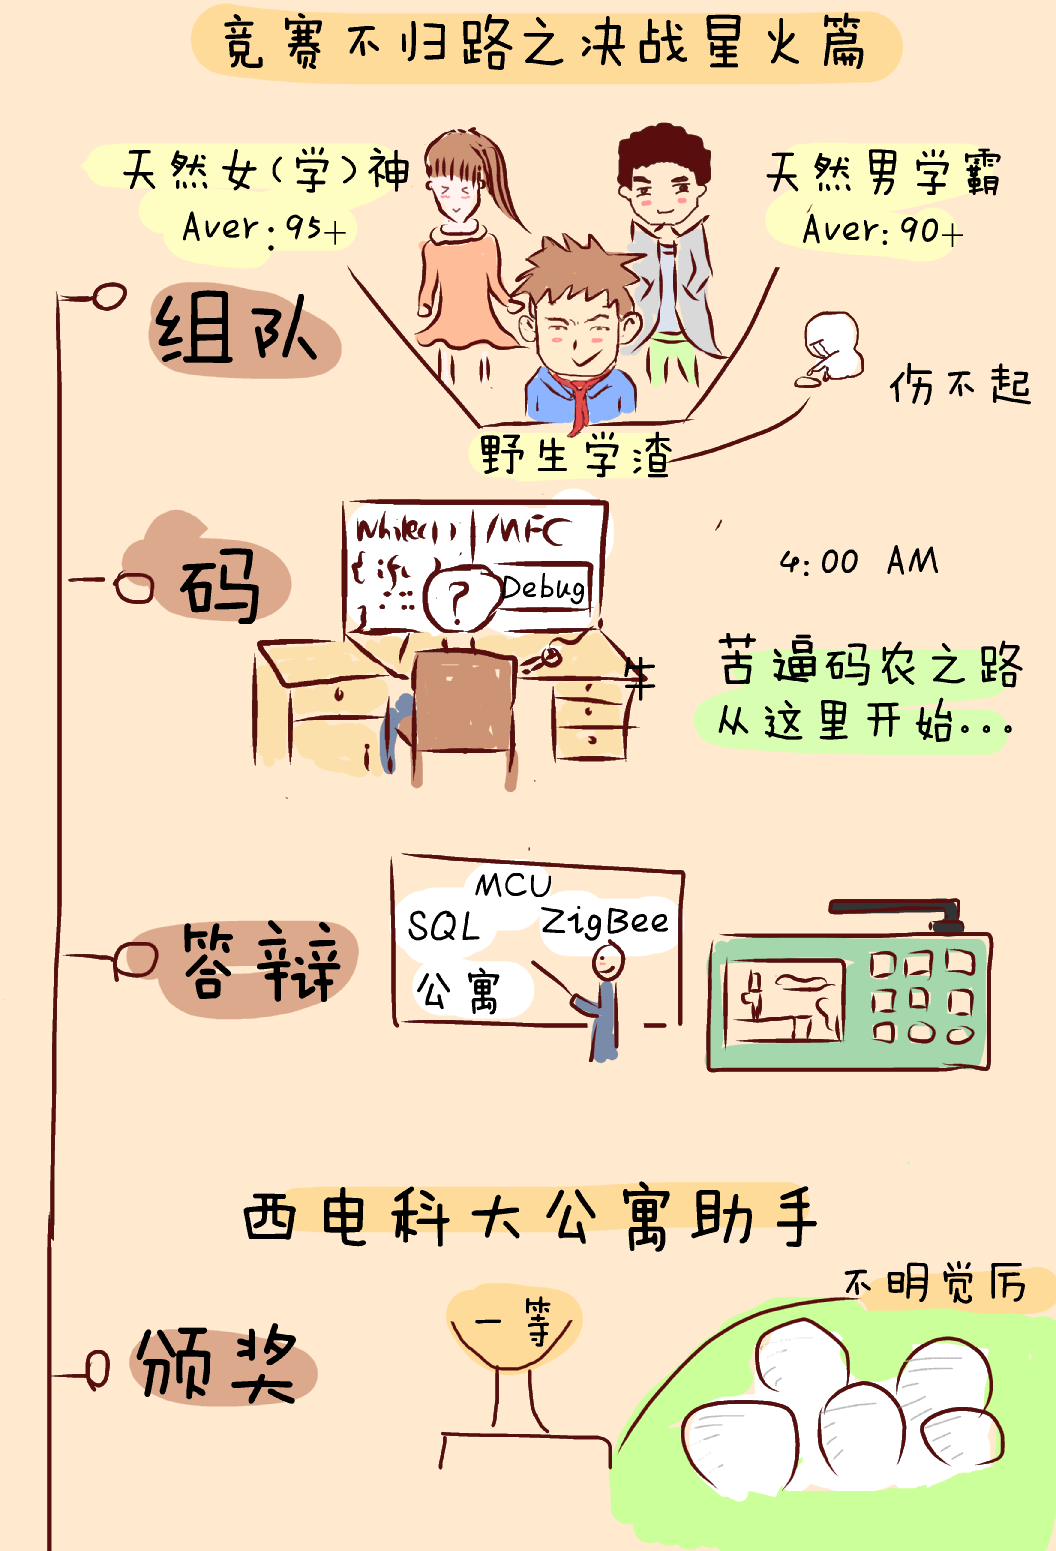 竞赛不归路之决战星火篇
天然女(学)神
Aver:95+
天然男学霸
Aver:90+
组队
伤不起
野生学渣
while()
MFC
{ if(
?
Debug
}
码
4:00 AM
牛
苦逼码农之路
从这里开始...
MCU
SQL
ZigBee
答辩
公寓
西电科大公寓助手
不明觉厉
一等
颁奖